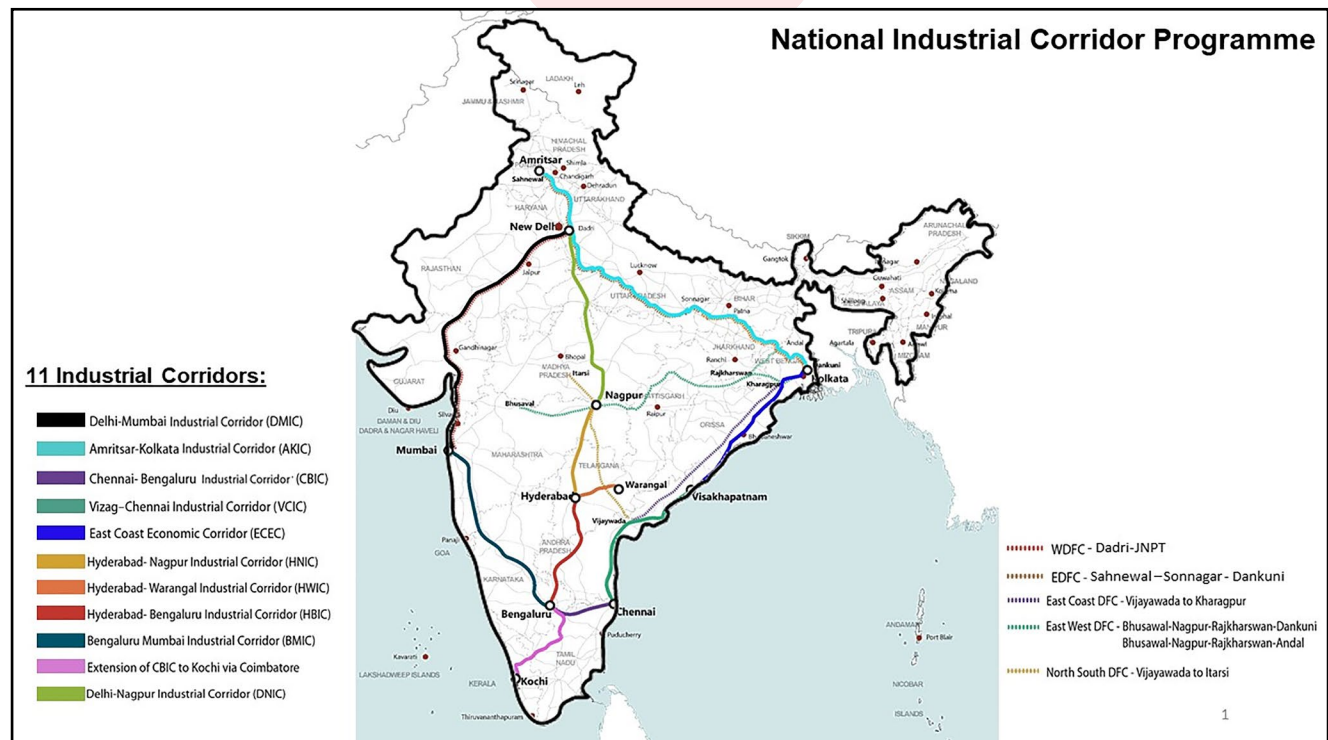 National Industrial Corridor Programme
11 Industrial Corridors:
Delhi-Mumbai Industrial Corridor (DMIC)
Amritsar-Kolkata Industrial Corridor (AKIC)
Chennai- Bengaluru Industrial Corridor (CBIC)
Vizag-Chennai Industrial Corridor (VCIC)
East Coast Economic Corridor (ECEC)
Hyderabad- Nagpur Industrial Corridor (HNIC)
Hyderabad- Warangal Industrial Corridor (HWIC)
Hyderabad- Bengaluru Industrial Corridor (HBIC)
Bengaluru Mumbai Industrial Corridor (BMIC)
Extension of CBIC to Kochi via Coimbatore
Delhi-Nagpur Industrial Corridor (DNIC)
Srinagar
LADAKH
Leh
JAMMU & KASHMIR
HIMACHAL
PRADESH
Amritsar
Shimla
Sahnewal
Chandigarh
Dehradun
UTTARAKHAND
HARYANA
New Delhi
Dadri
RAJASTHAN
Jaipur
Lucknow
UTTAR PRADESH
Sonnagar
BIHAR
Patna
SIKKIM
Gangtok
ARUNACHAL
PRADESH
Guwahati
ASSAM
NAGALAND
Shillong
TRIPURA
Agartala
Gandhinagar
GUJARAT
Bhopal
MADHYA
PRADESH
Itarsi
JHARKHAND
Ranchi
Andal
WEST BENGAL
Dankuni
Kolkata
Rajkharswan
Kharagpur
Diu
DAMAN & DIU
DADRA & NAGAR HAVELI
Bhusaval
Nagpur
Raipur
ORISSA
Mumbai
MAHARASHTRA
TELANGANA
Warangal
Hyderabad
Visakhapatnam
Vijaywada
Panaji
GOA
ANDHRA
PRADESH
KARNATAKA
Bengaluru
Chennai
Puducherry
TAMIL
NADU
Kavarati
LAKSHADWEEP ISLANDS
KERALA
Kochi
Thiruvananthapuram
ANDAMAN
Port Blair
NICOBAR
ISLANDS
WDFC - Dadri-JNPT
EDFC - Sahnewal – Sonnagar - Dankuni
East Coast DFC - Vijayawada to Kharagpur
East West DFC - Bhusawal-Nagpur-Rajkharswan-Dankuni
Bhusawal-Nagpur-Rajkharswan-Andal
North South DFC - Vijayawada to Itarsi
1